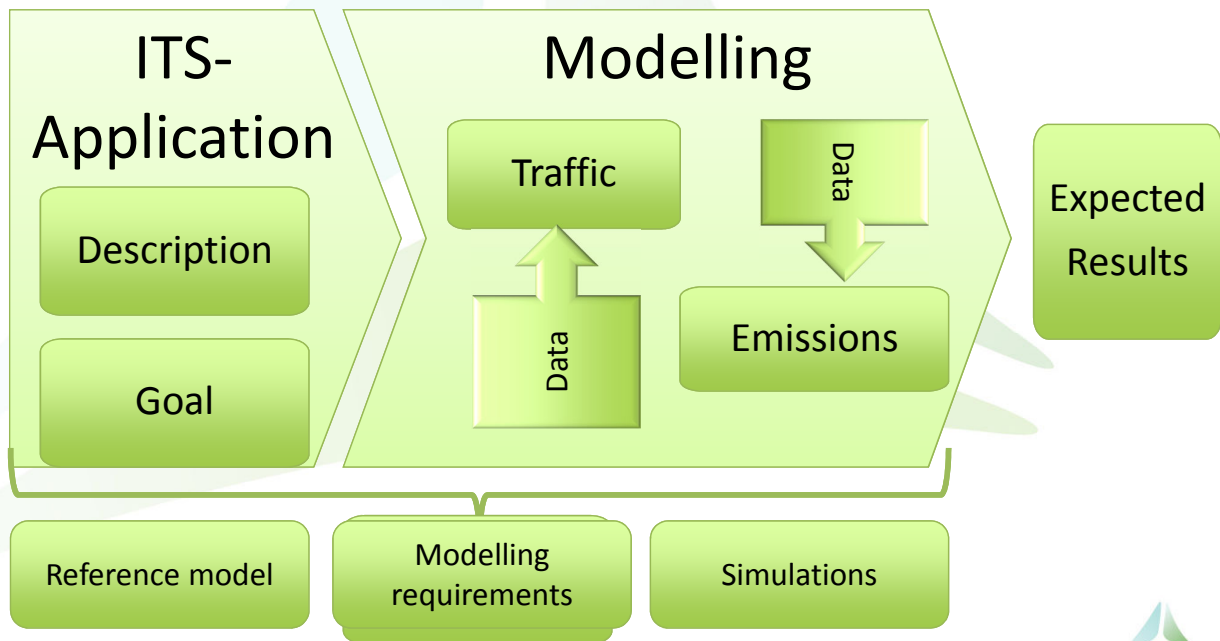 ITS-
Application
Description
Goal
Modelling
Traffic
Data
Data
Emissions
Expected
Results
Reference model
Modelling
requirements
Simulations